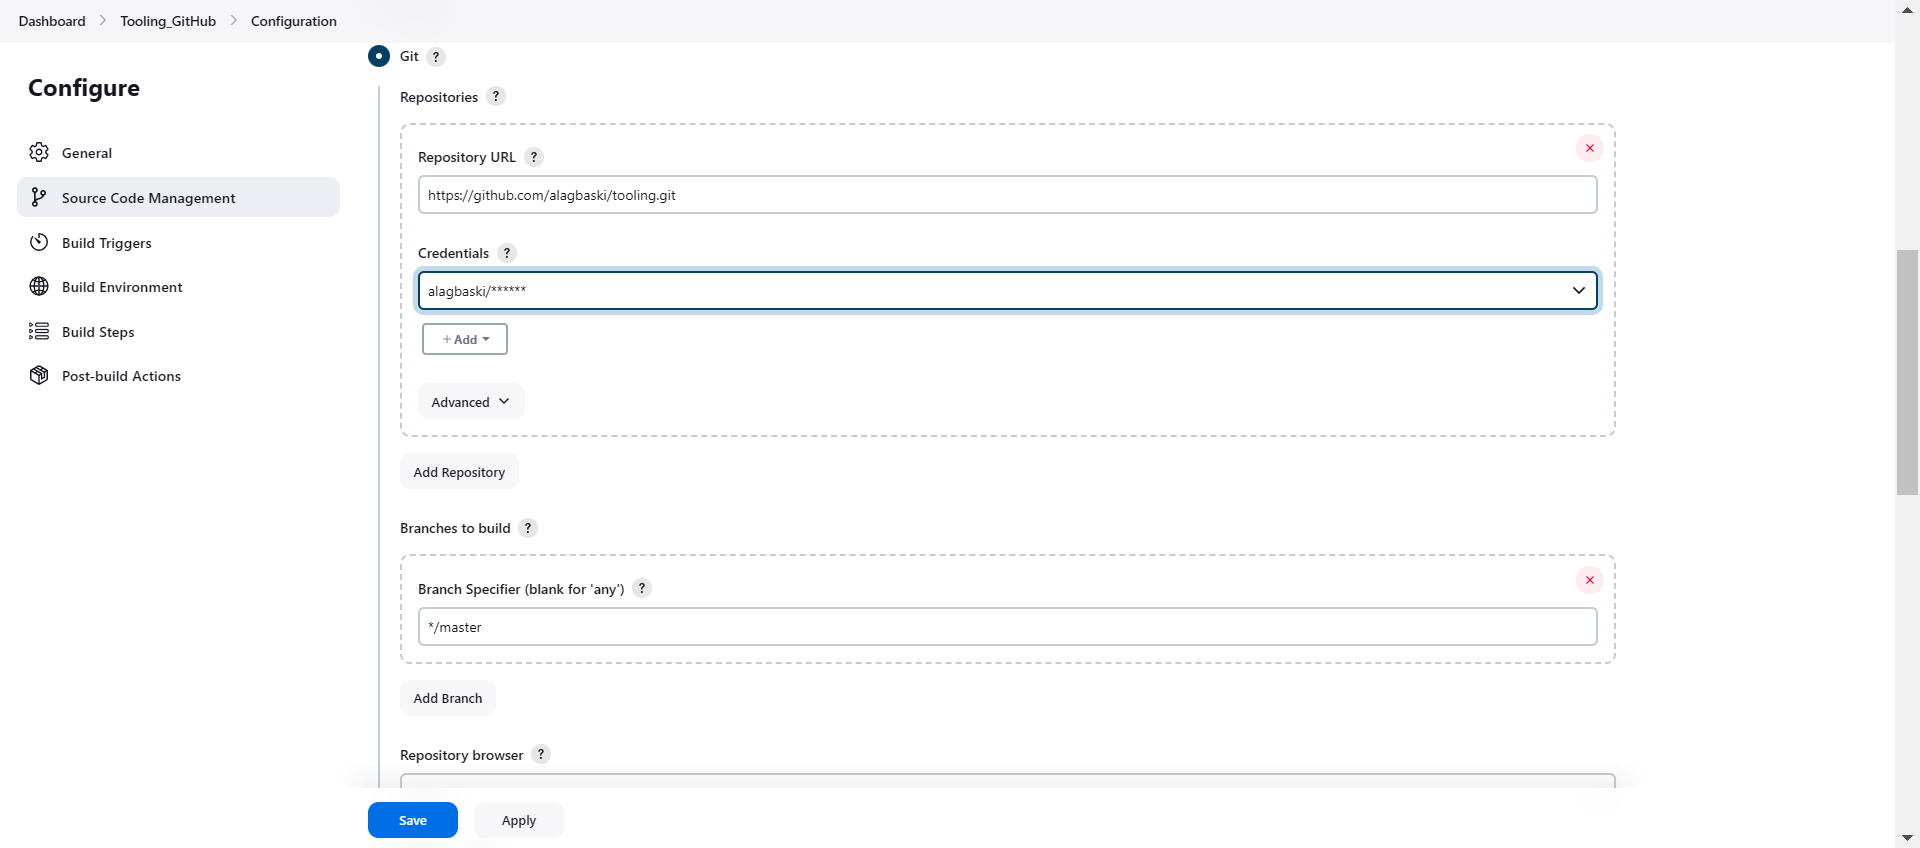 Dashboard > Tooling_GitHub > Configuration
Configure
General
Source Code Management
Build Triggers
Build Environment
Build Steps
Post-build Actions
Git ?
Repositories ?
Repository URL ?
https://github.com/alagbaski/tooling.git
Credentials ?
alagbaski/******
+ Add
Advanced
Add Repository
Branches to build ?
Branch Specifier (blank for 'any') ?
*/master
Add Branch
Repository browser ?
Save Apply